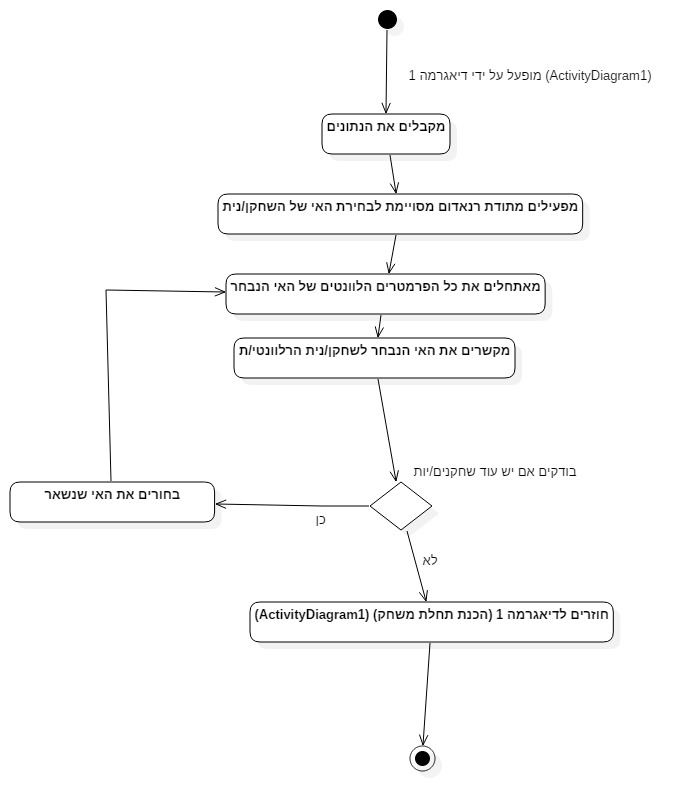 מופעל על ידי דיאגרמה 1 (ActivityDiagram1)
מקבלים את הנתונים
מפעילים מתודת רנאדום מסויימת לבחירת האי של השחקן/נית
מאתחלים את כל הפרמטרים הלוונטים של האי הנבחר
מקשרים את האי הנבחר לשחקן/נית הרלוונטי/ת
בודקים אם יש עוד שחקנים/יות
בחורים את האי שנשאר
כן
לא
חוזרים לדיאגרמה 1 (הכנת תחלת משחק) (ActivityDiagram1)